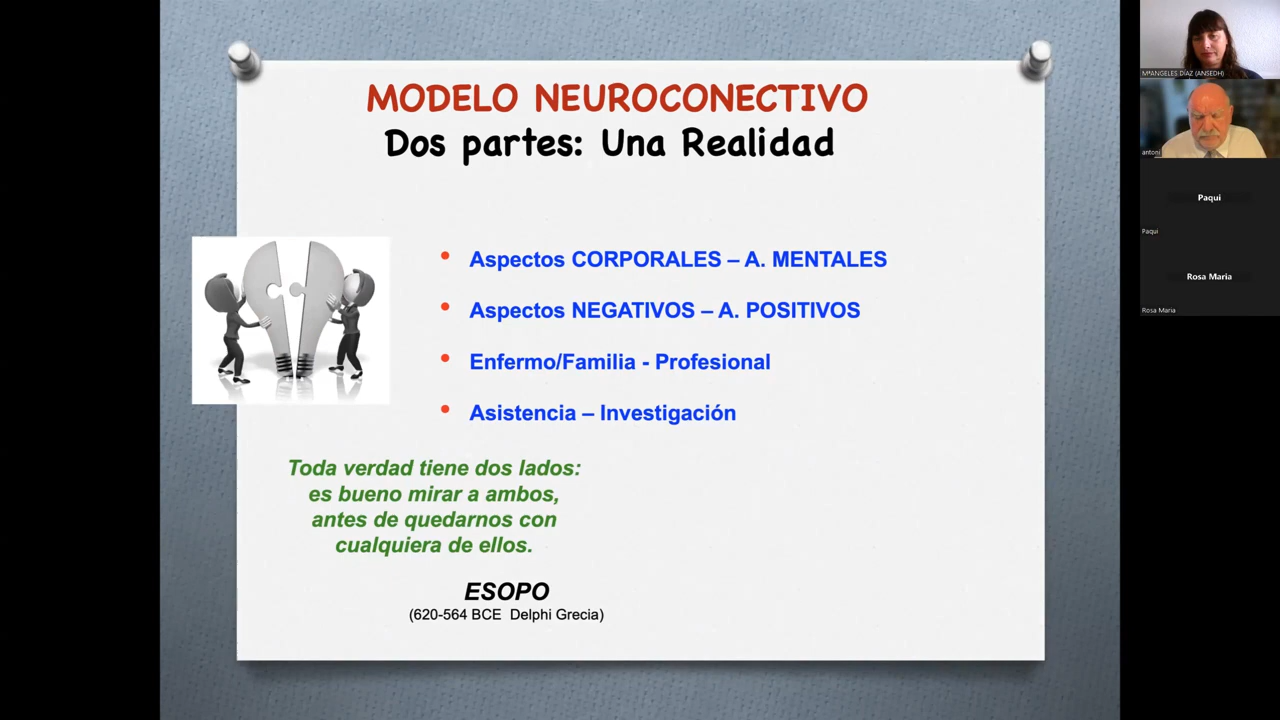 MODELO NEUROCONECTIVO
Dos partes: Una Realidad
• Aspectos CORPORALES – A. MENTALES
• Aspectos NEGATIVOS – A. POSITIVOS
• Enfermo/Familia - Profesional
• Asistencia – Investigación
Toda verdad tiene dos lados:
es bueno mirar a ambos,
antes de quedarnos con
cualquiera de ellos.
ESOPO
(620-564 BCE Delphi Grecia)
MªANGELES DÍAZ (ANSEDH)
antoni
Paqui
Paqui
Rosa Maria
Rosa Maria